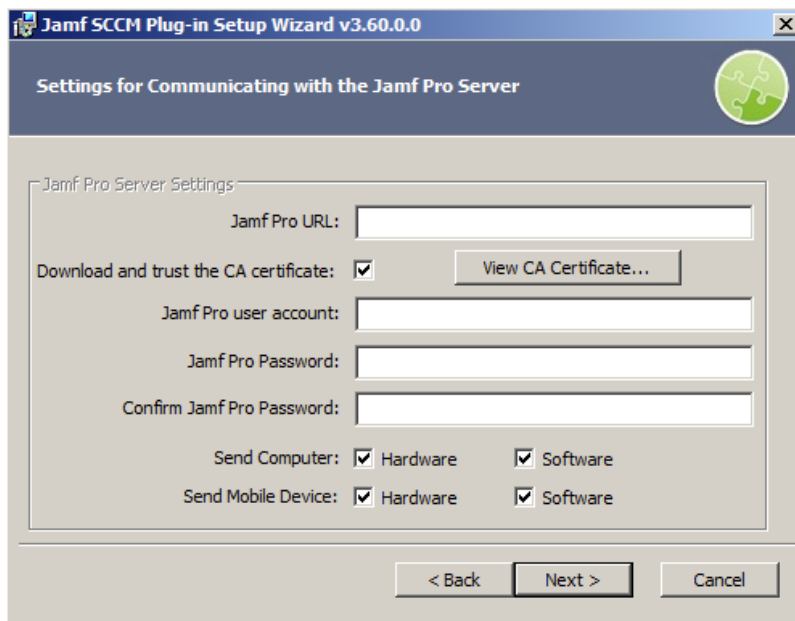 Jamf SCCM Plug-in Setup Wizard v3.60.0.0
Settings for Communicating with the Jamf Pro Server
Jamf Pro Server Settings
Jamf Pro URL:
Download and trust the CA certificate: View CA Certificate...
Jamf Pro user account:
Jamf Pro Password:
Confirm Jamf Pro Password:
Send Computer: Hardware Software
Send Mobile Device: Hardware Software
< Back Next > Cancel